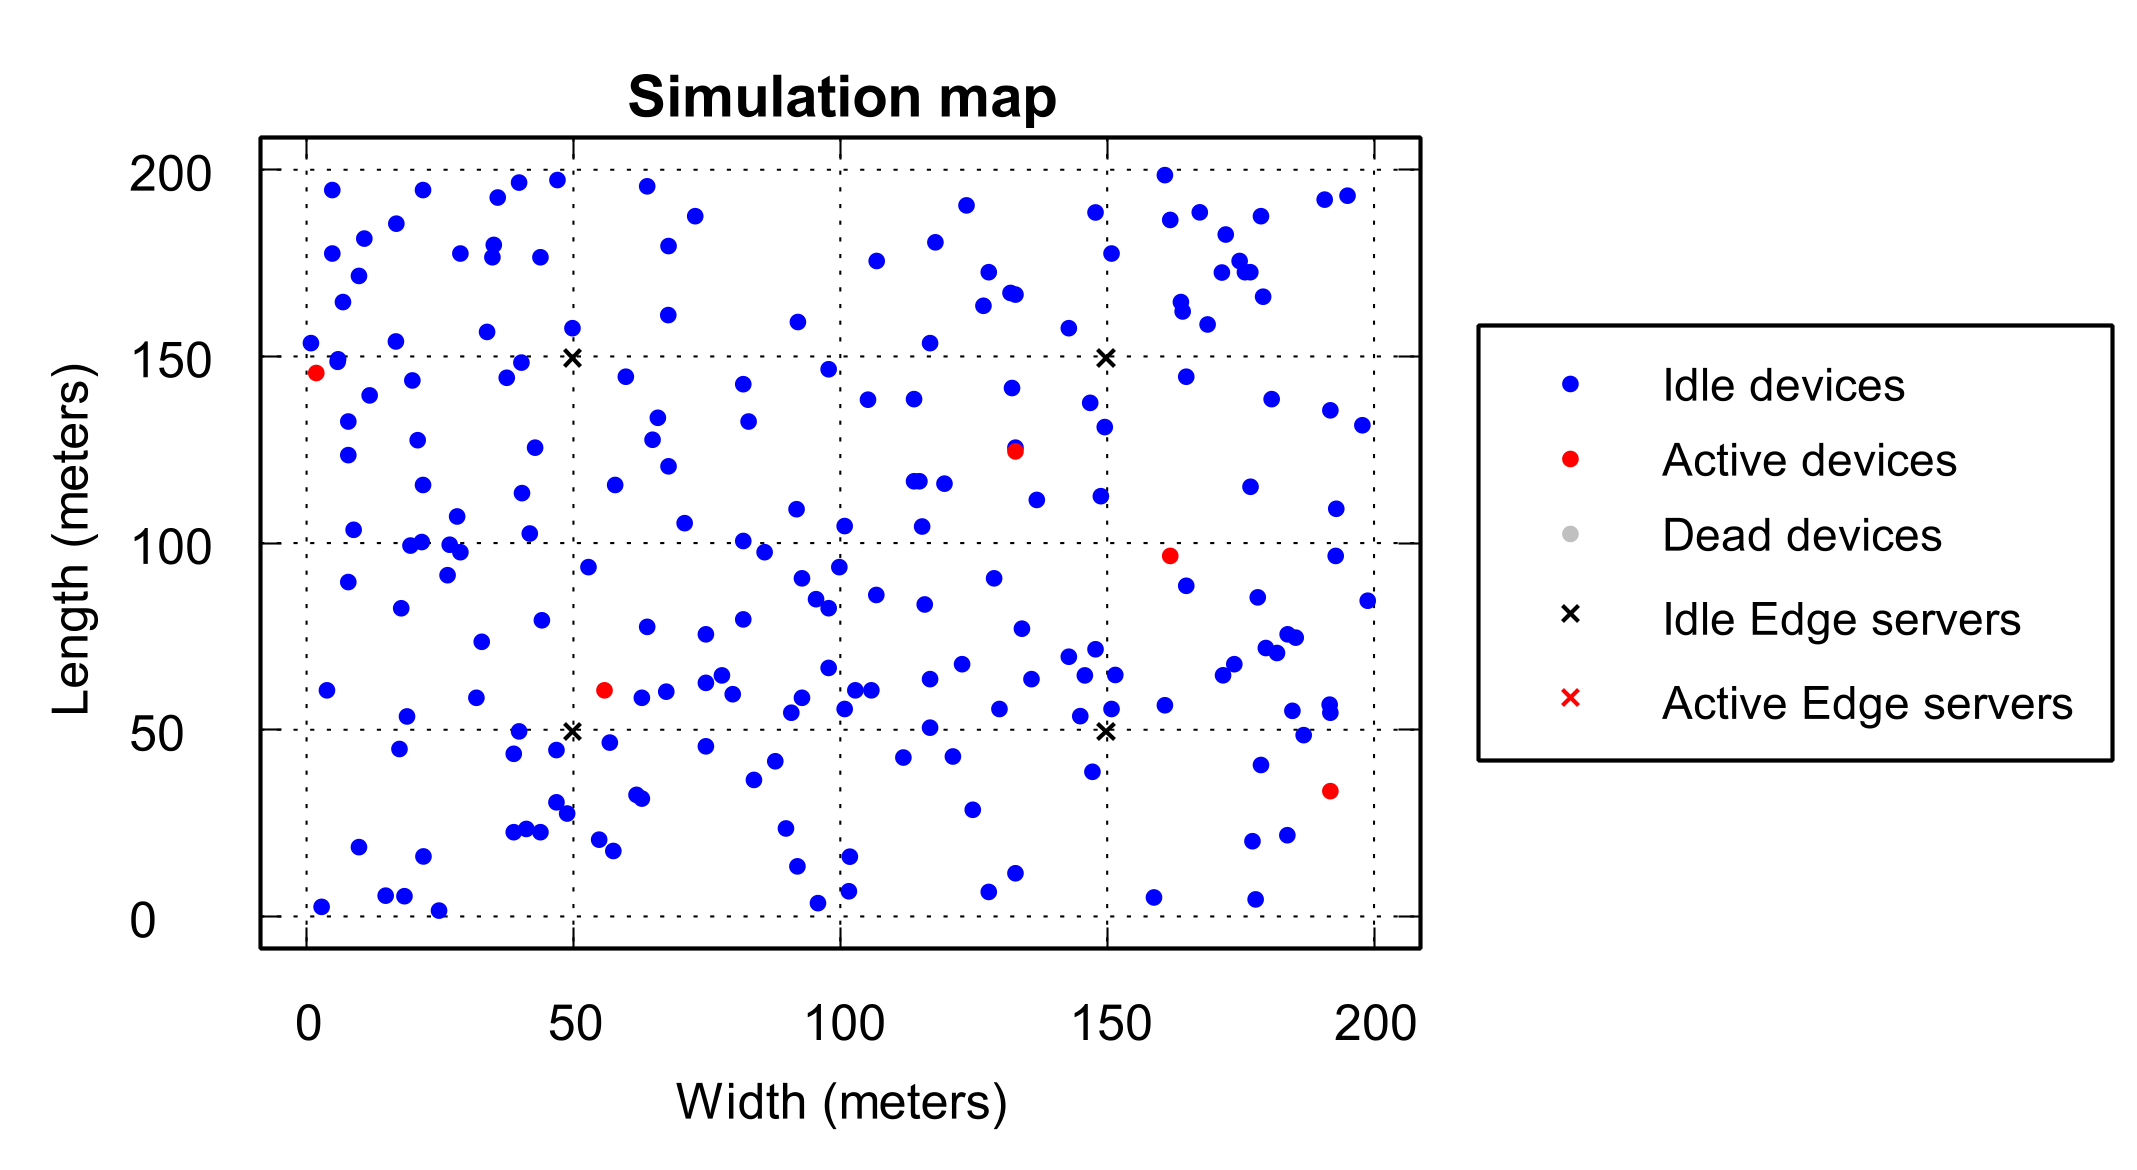 Simulation map
200
150
100
50
0
Length (meters)
0 50 100 150 200
Width (meters)
Idle devices
Active devices
Dead devices
Idle Edge servers
Active Edge servers